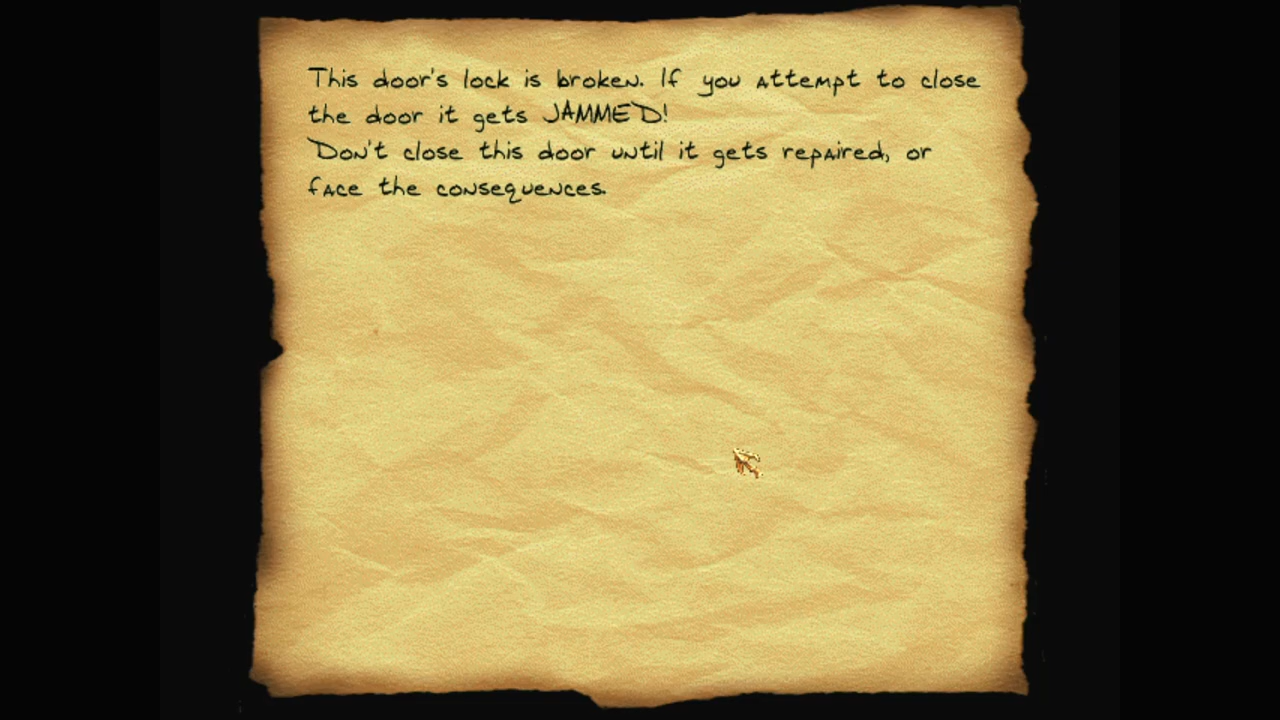 This door's lock is broken. If you attempt to close
the door it gets JAMMED!
Don't close this door until it gets repaired, or
face the consequences.